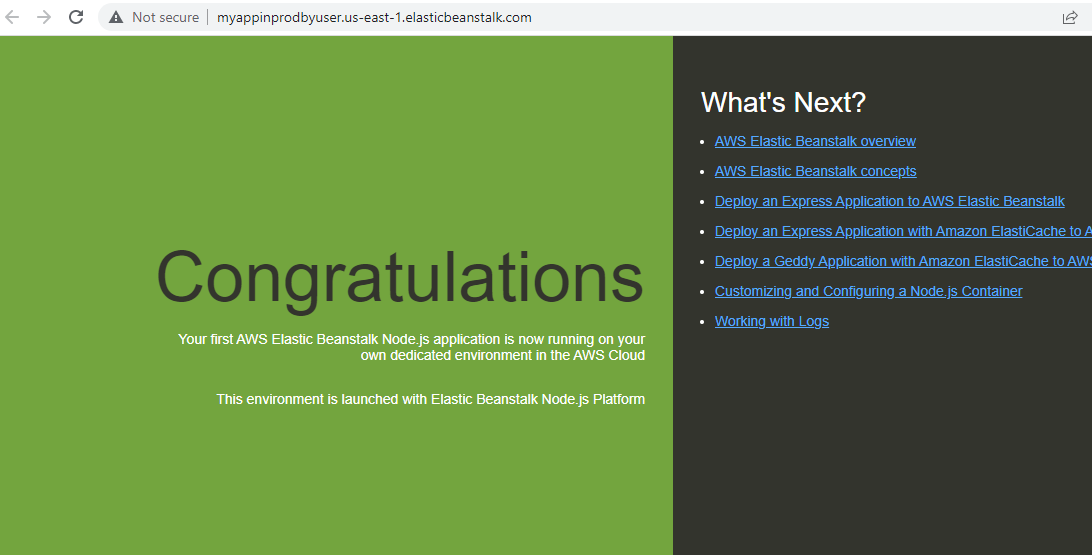 Not secure myappinprodbyuser.us-east-1.elasticbeanstalk.com
Congratulations
Your first AWS Elastic Beanstalk Node.js application is now running on your
own dedicated environment in the AWS Cloud
This environment is launched with Elastic Beanstalk Node.js Platform
What's Next?
AWS Elastic Beanstalk overview
AWS Elastic Beanstalk concepts
Deploy an Express Application to AWS Elastic Beanstalk
Deploy an Express Application with Amazon ElastiCache to A
Deploy a Geddy Application with Amazon ElastiCache to AWS
Customizing and Configuring a Node.js Container
Working with Logs